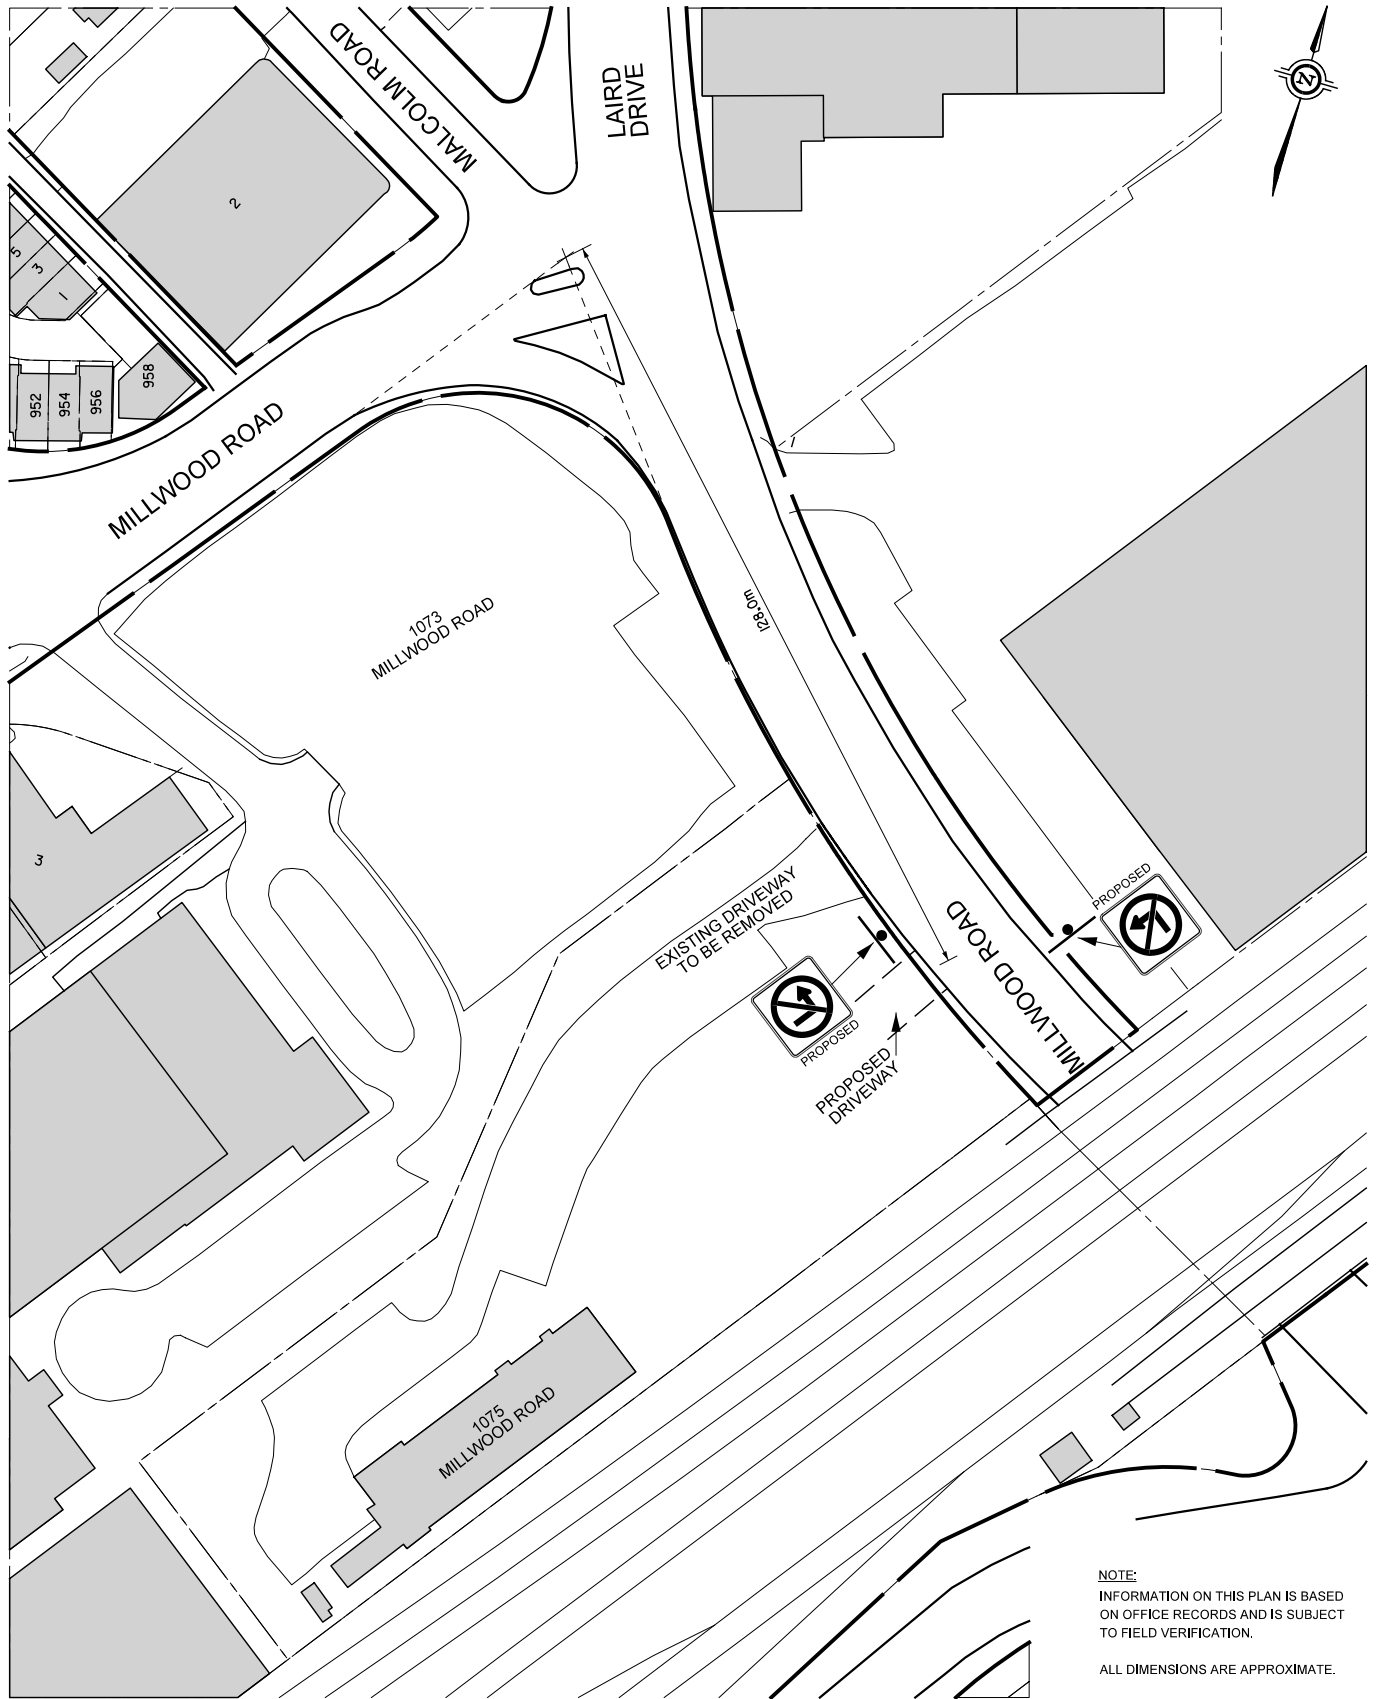 MALCOLM ROAD
LAIRD
DRIVE
N
2
5
3
1
952
954
956
958
MILLWOOD ROAD
1073
MILLWOOD ROAD
128.0m
3
EXISTING DRIVEWAY
TO BE REMOVED
PROPOSED
PROPOSED
PROPOSED
DRIVEWAY
MILLWOOD ROAD
1075
MILLWOOD ROAD
NOTE:
INFORMATION ON THIS PLAN IS BASED
ON OFFICE RECORDS AND IS SUBJECT
TO FIELD VERIFICATION.
ALL DIMENSIONS ARE APPROXIMATE.